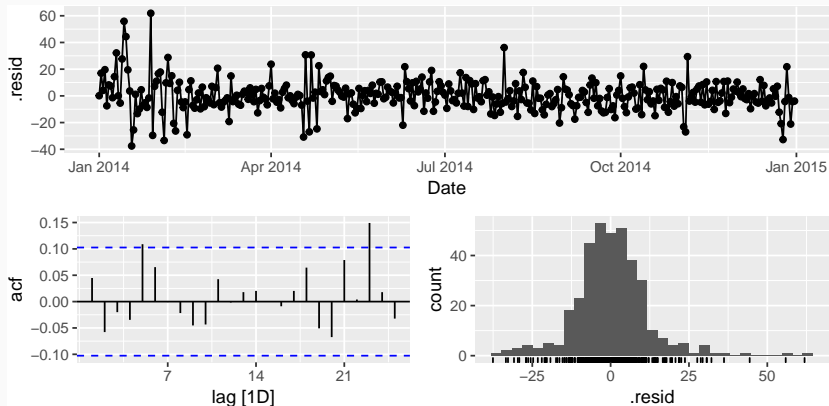 60
40
20
0
−20
−40
.resid
Jan 2014
Apr 2014
Jul 2014
Oct 2014
Jan 2015
Date
0.15
0.10
0.05
0.00
−0.05
−0.10
acf
7
14
21
lag [1D]
40
20
0
count
−25
0
25
50
.resid